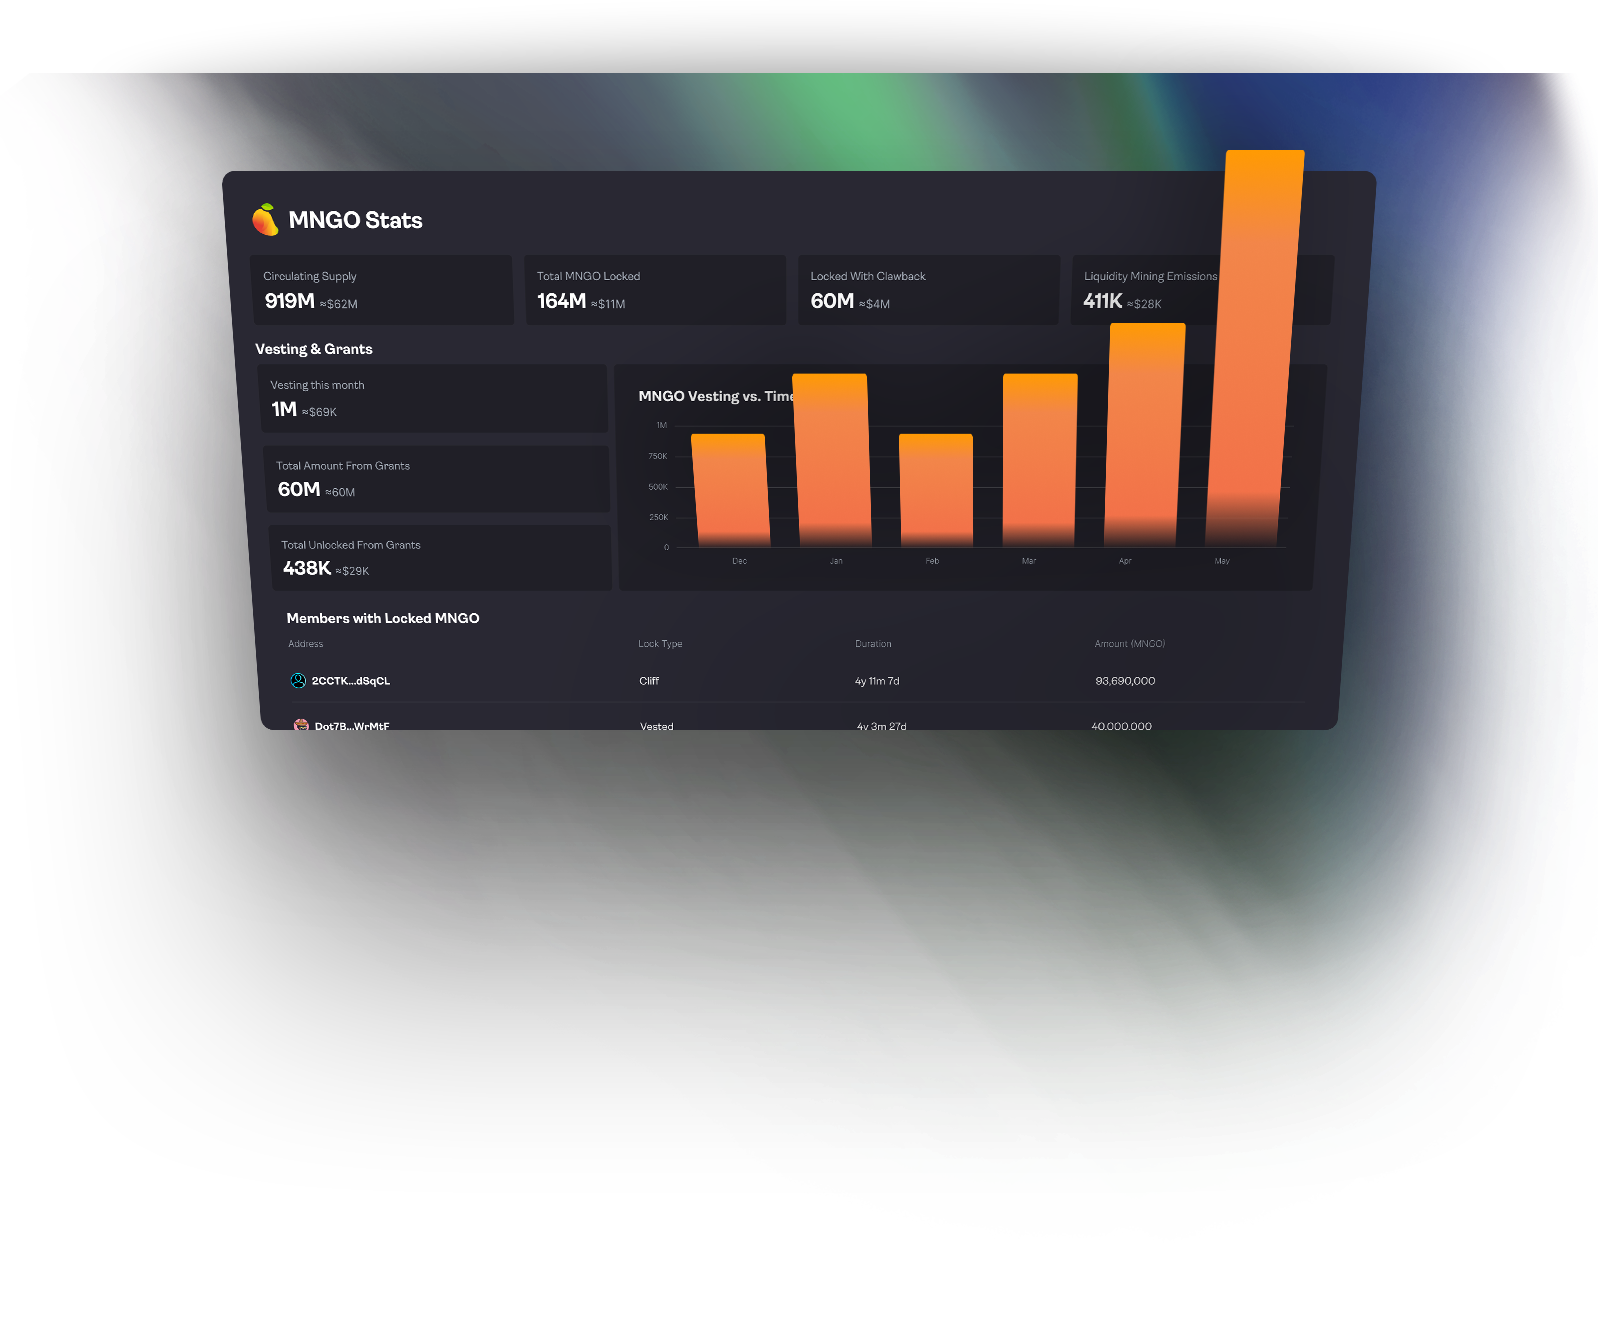 MNGO Stats
Circulating Supply
919M ≈$62M
Total MNGO Locked
164M ≈$11M
Locked With Clawback
60M ≈$4M
Liquidity Mining Emissions
411K ≈$28K
Vesting & Grants
Vesting this month
1M ≈$69K
Total Amount From Grants
60M ≈60M
Total Unlocked From Grants
438K ≈$29K
MNGO Vesting vs. Time
1M
750K
500K
250K
0
Dec Jan Feb Mar Apr May
Members with Locked MNGO
Address Lock Type Duration Amount (MNGO)
2CCTK...dSqCL Cliff 4y 11m 7d 93,690,000
Dot7B...WrMtF Vested 4y 3m 27d 40,000,000